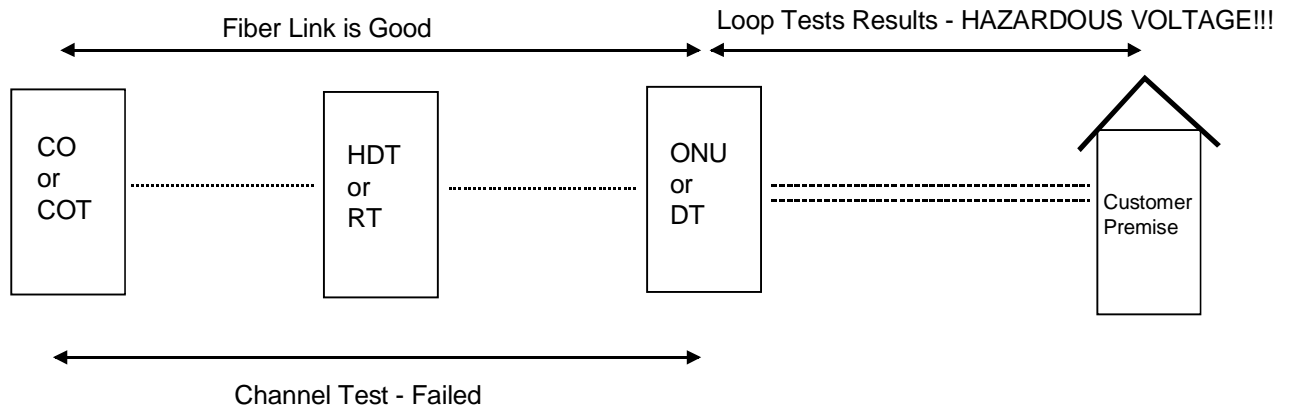 Fiber Link is Good
Loop Tests Results - HAZARDOUS VOLTAGE!!!
CO
or
COT
HDT
or
RT
ONU
or
DT
Customer
Premise
Channel Test - Failed